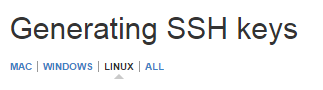 Generating SSH keys
MAC | WINDOWS | LINUX | ALL